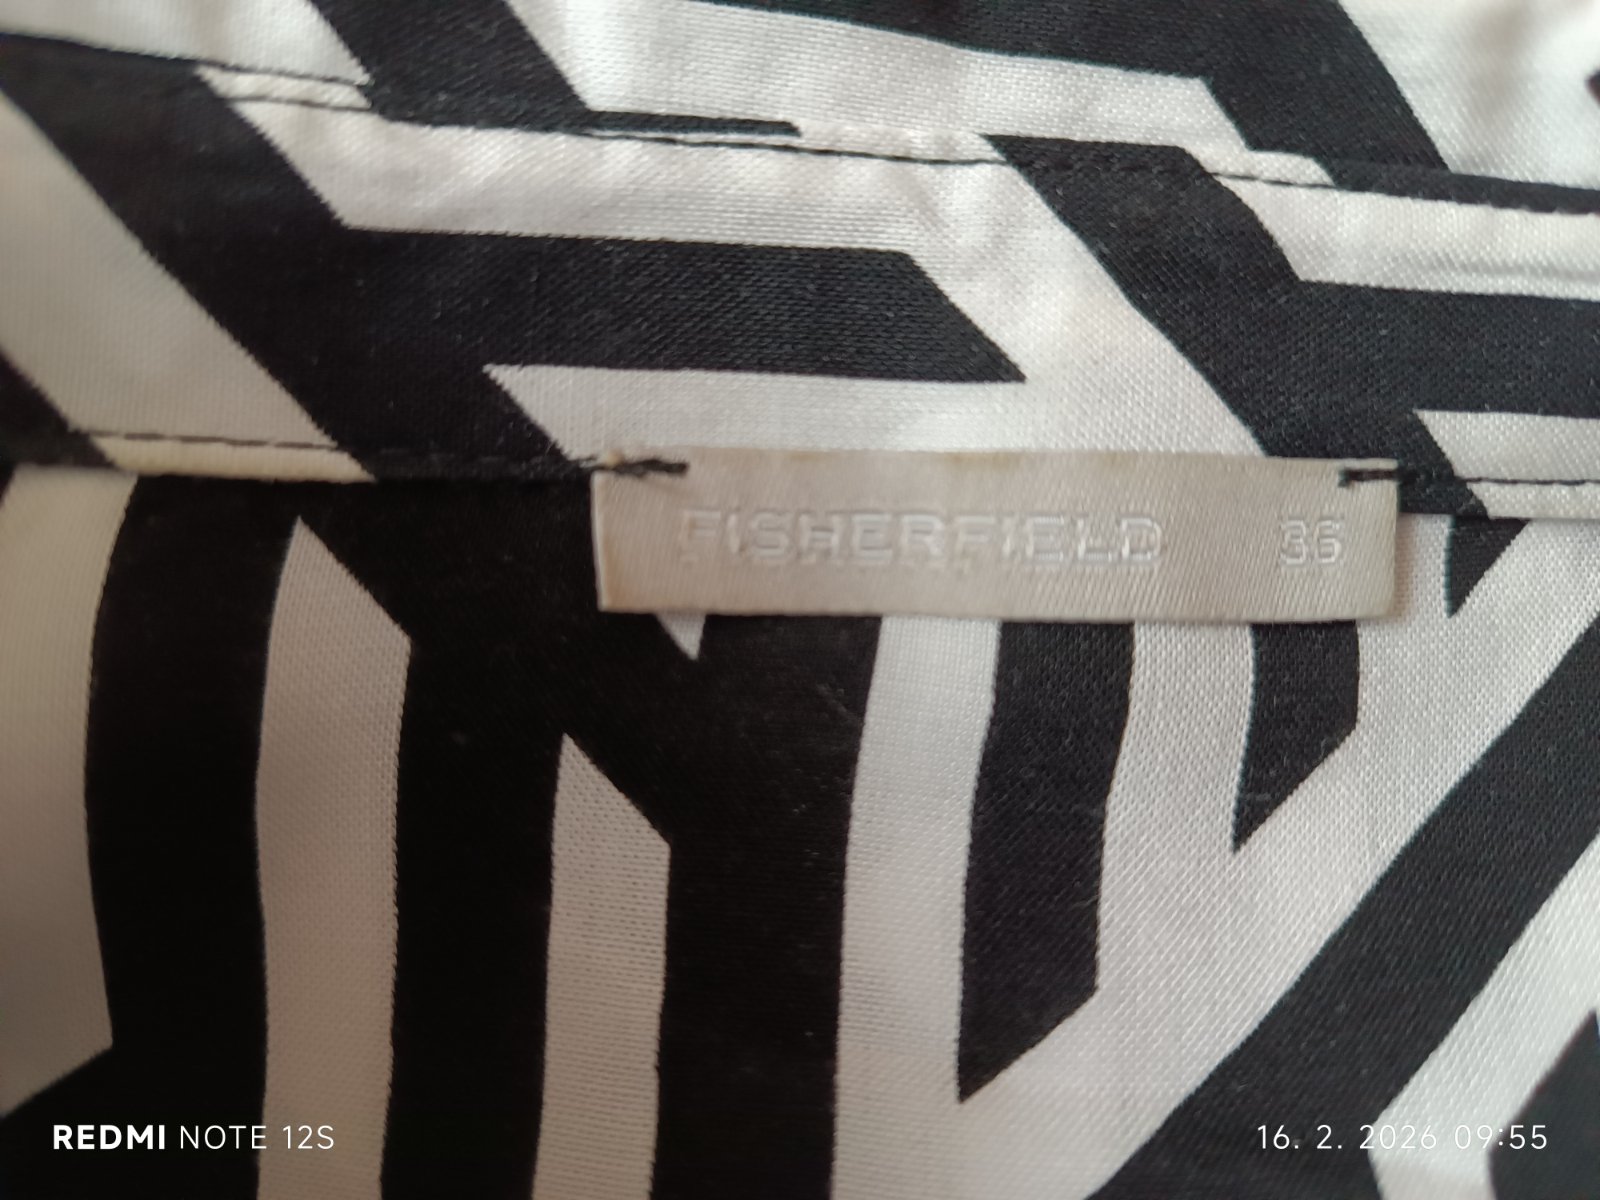 FISHERFIELD 36
REDMI NOTE 12S
16. 2. 2026 09:55